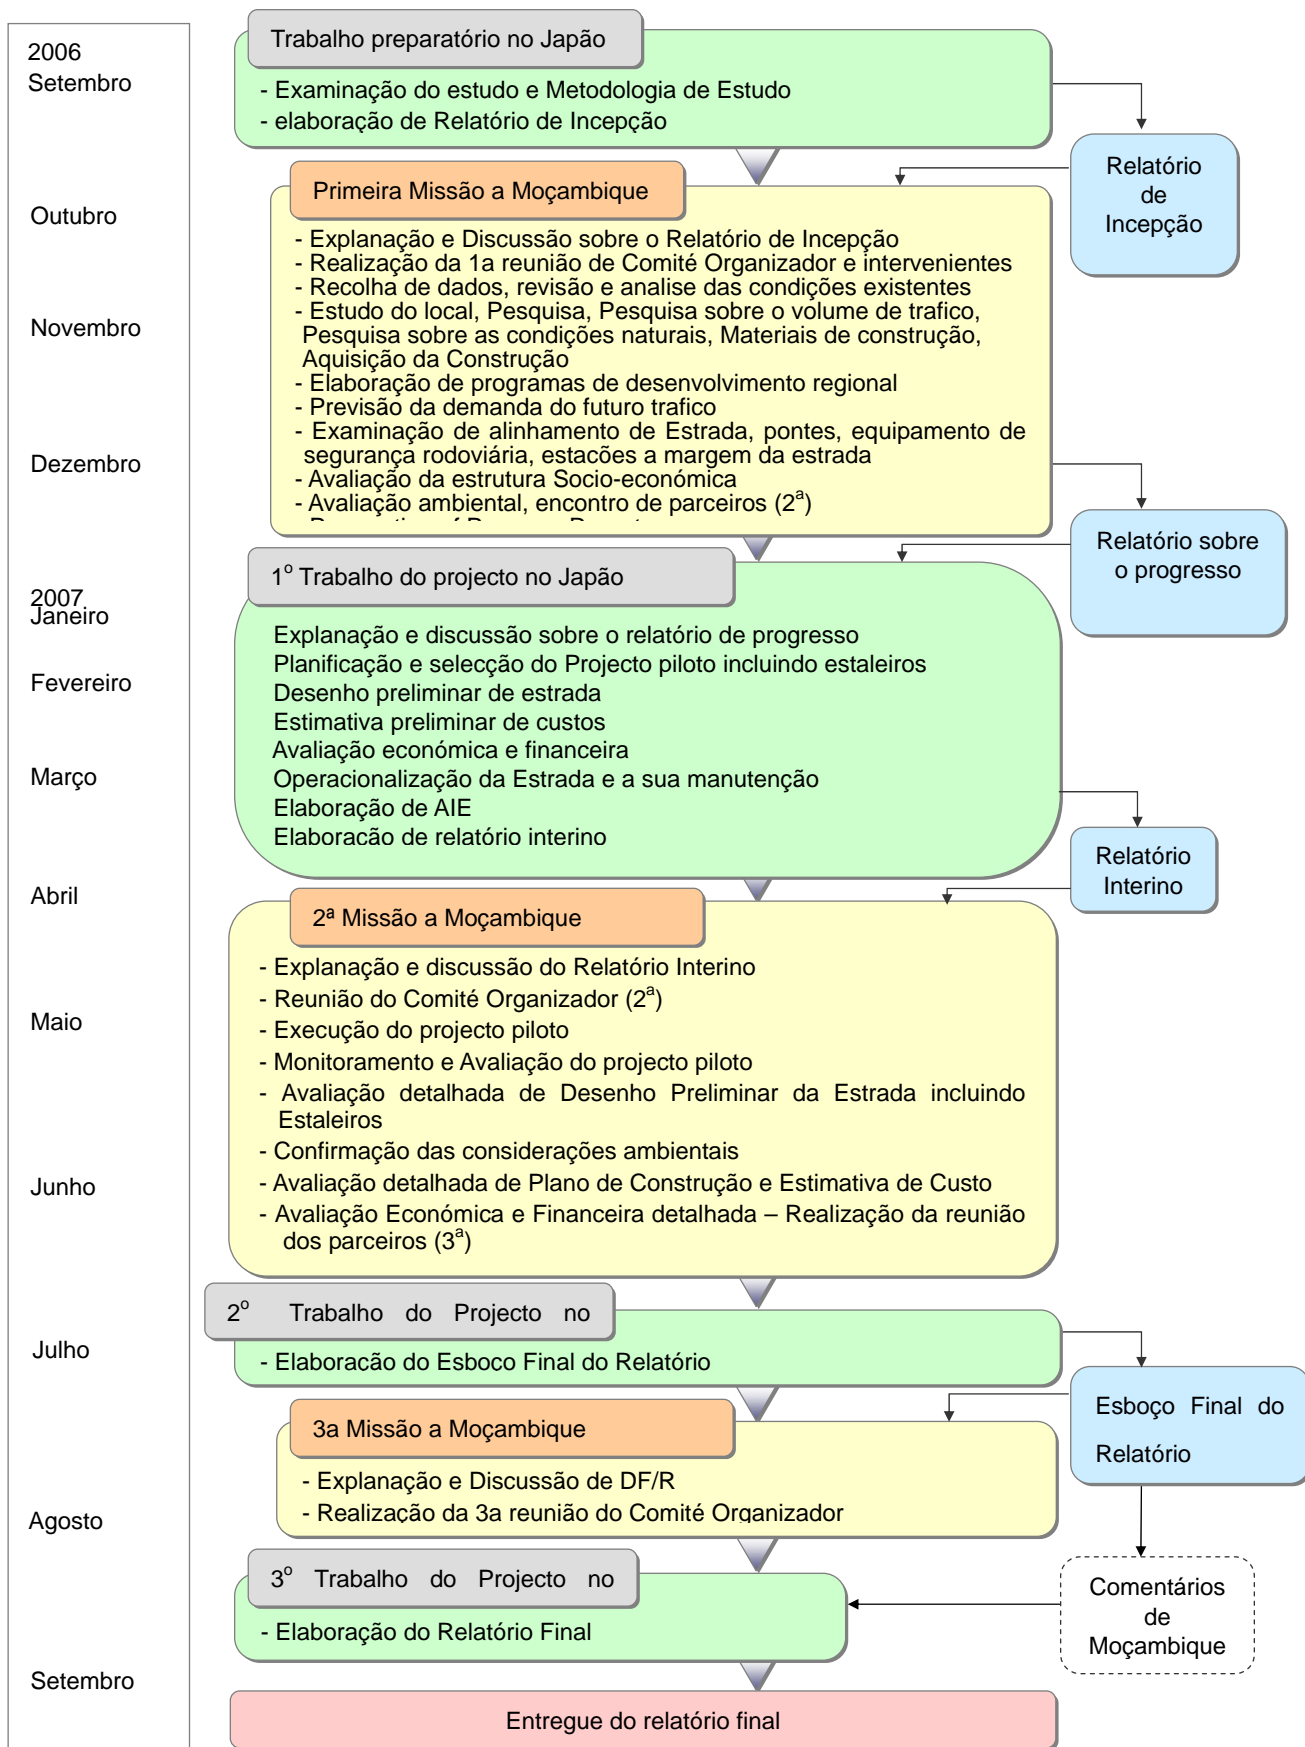 2006
Setembro
Outubro
Novembro
Dezembro
2007
Janeiro
Fevereiro
Março
Abril
Maio
Junho
Julho
Agosto
Setembro
Trabalho preparatório no Japão
- Examinação do estudo e Metodologia de Estudo
- elaboração de Relatório de Incepção
Relatório
de
Incepção
Primeira Missão a Moçambique
- Explanação e Discussão sobre o Relatório de Incepção
- Realização da 1a reunião de Comité Organizador e intervenientes
- Recolha de dados, revisão e analise das condições existentes
- Estudo do local, Pesquisa, Pesquisa sobre o volume de trafico,
Pesquisa sobre as condições naturais, Materiais de construção,
Aquisição da Construção
- Elaboração de programas de desenvolvimento regional
- Previsão da demanda do futuro trafico
- Examinação de alinhamento de Estrada, pontes, equipamento de
segurança rodoviária, estacões a margem da estrada
- Avaliação da estrutura Socio-económica
- Avaliação ambiental, encontro de parceiros (2ª)
Relatório sobre
o progresso
1º Trabalho do projecto no Japão
Explanação e discussão sobre o relatório de progresso
Planificação e selecção do Projecto piloto incluindo estaleiros
Desenho preliminar de estrada
Estimativa preliminar de custos
Avaliação económica e financeira
Operacionalização da Estrada e a sua manutenção
Elaboração de AIE
Elaboracão de relatório interino
Relatório
Interino
2ª Missão a Moçambique
- Explanação e discussão do Relatório Interino
- Reunião do Comité Organizador (2ª)
- Execução do projecto piloto
- Monitoramento e Avaliação do projecto piloto
- Avaliação detalhada de Desenho Preliminar da Estrada incluindo
Estaleiros
- Confirmação das considerações ambientais
- Avaliação detalhada de Plano de Construção e Estimativa de Custo
- Avaliação Económica e Financeira detalhada – Realização da reunião
dos parceiros (3ª)
2º Trabalho do Projecto no
- Elaboracão do Esboco Final do Relatório
Esboço Final do
Relatório
3a Missão a Moçambique
- Explanação e Discussão de DF/R
- Realização da 3a reunião do Comité Organizador
3º Trabalho do Projecto no
- Elaboração do Relatório Final
Comentários
de
Moçambique
Entregue do relatório final